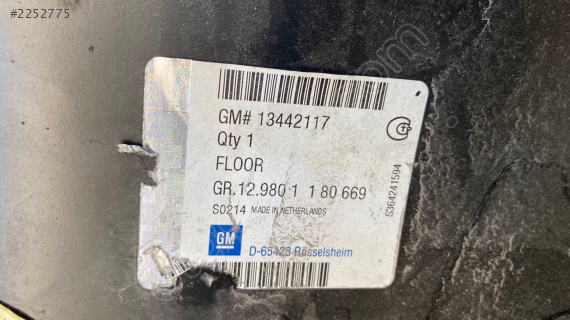 #2252775
GM# 13442117
Qty 1
FLOOR
GR.12.980 1 1 80 669
S0214 MADE IN NETHERLANDS
GM
D-65423 Rüsselsheim
S364241594